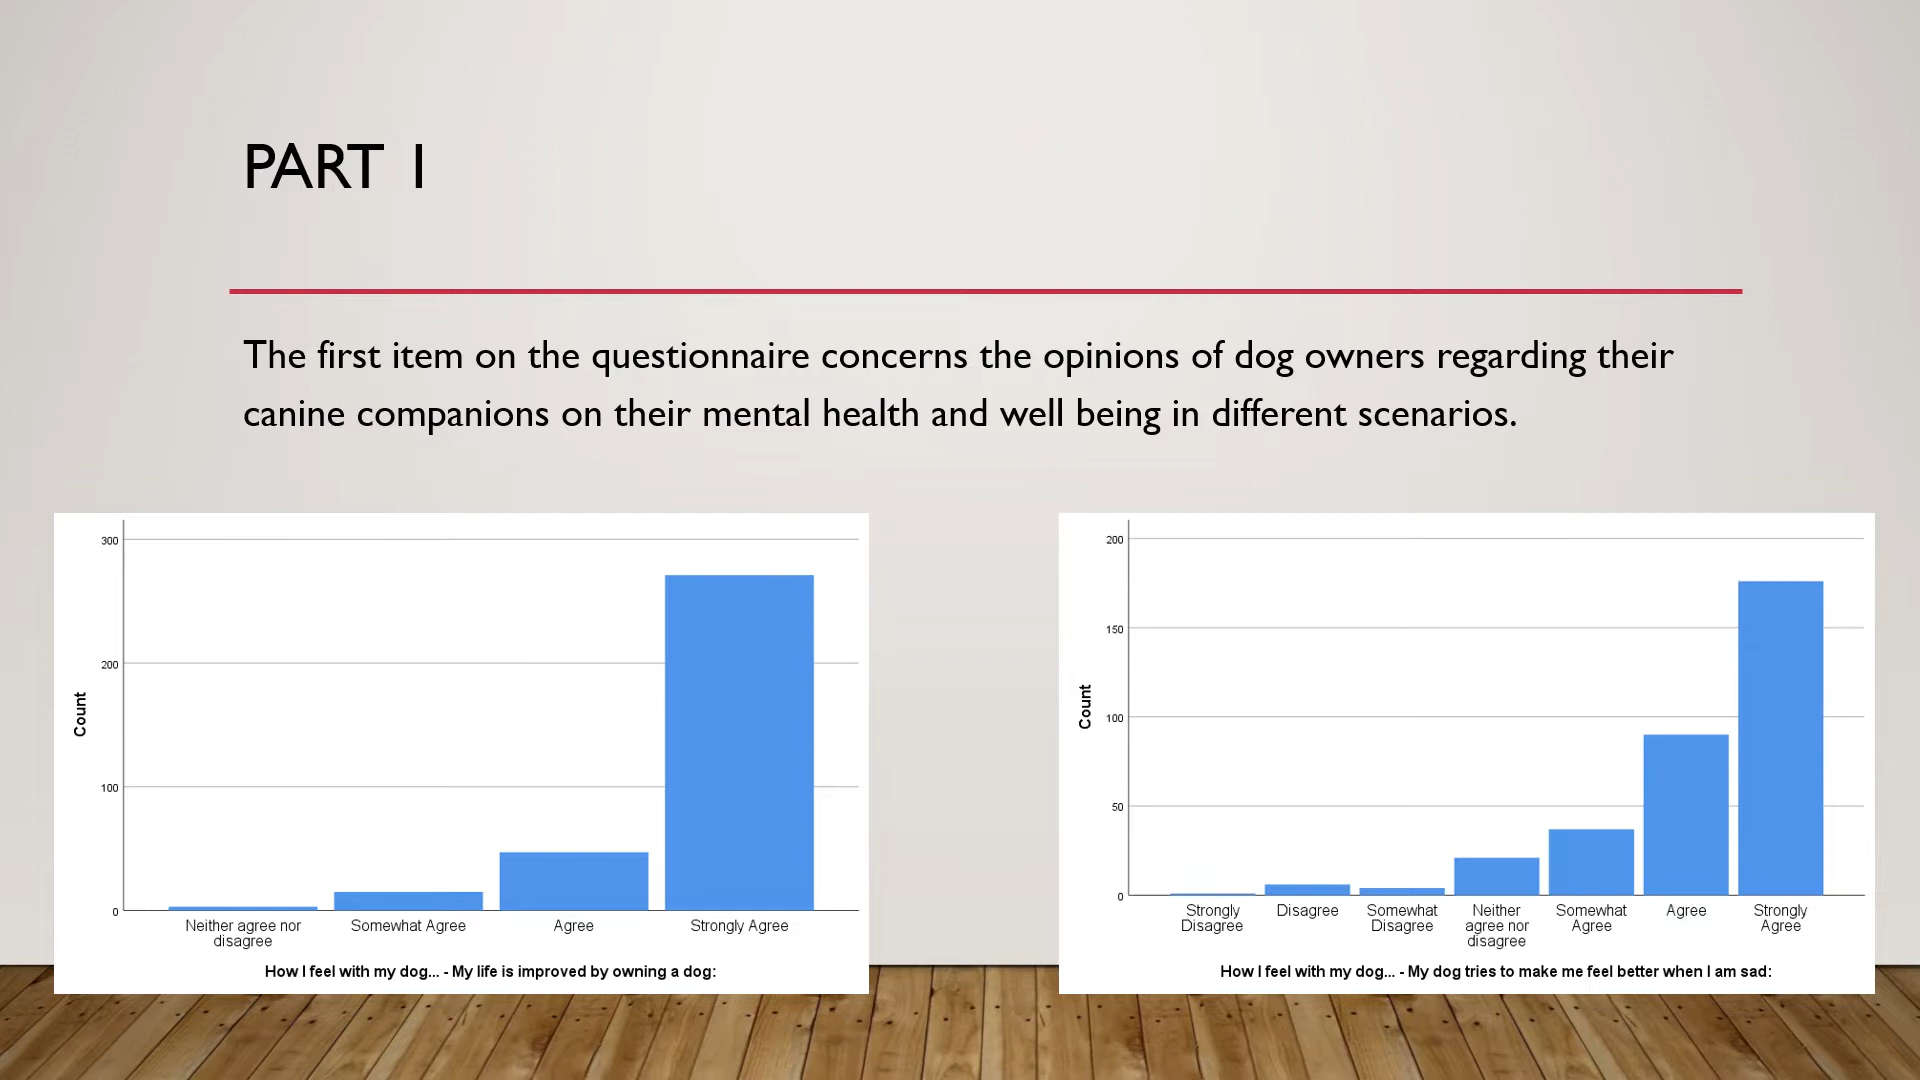 PART 1
The first item on the questionnaire concerns the opinions of dog owners regarding their
canine companions on their mental health and well being in different scenarios.
300
200
100
0
Count
Neither agree nor
disagree
Somewhat Agree
Agree
Strongly Agree
How I feel with my dog... - My life is improved by owning a dog:
200
150
100
50
0
Count
Strongly
Disagree
Disagree
Somewhat
Disagree
Neither
agree nor
disagree
Somewhat
Agree
Agree
Strongly
Agree
How I feel with my dog... - My dog tries to make me feel better when I am sad: